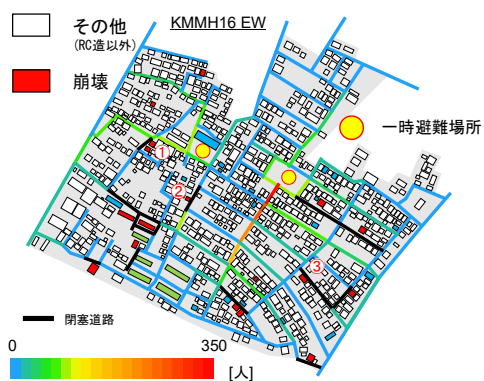 その他
(RC造以外)
KMMH16 EW
崩壊
一時避難場所
①
②
③
閉塞道路
0
350
[人]